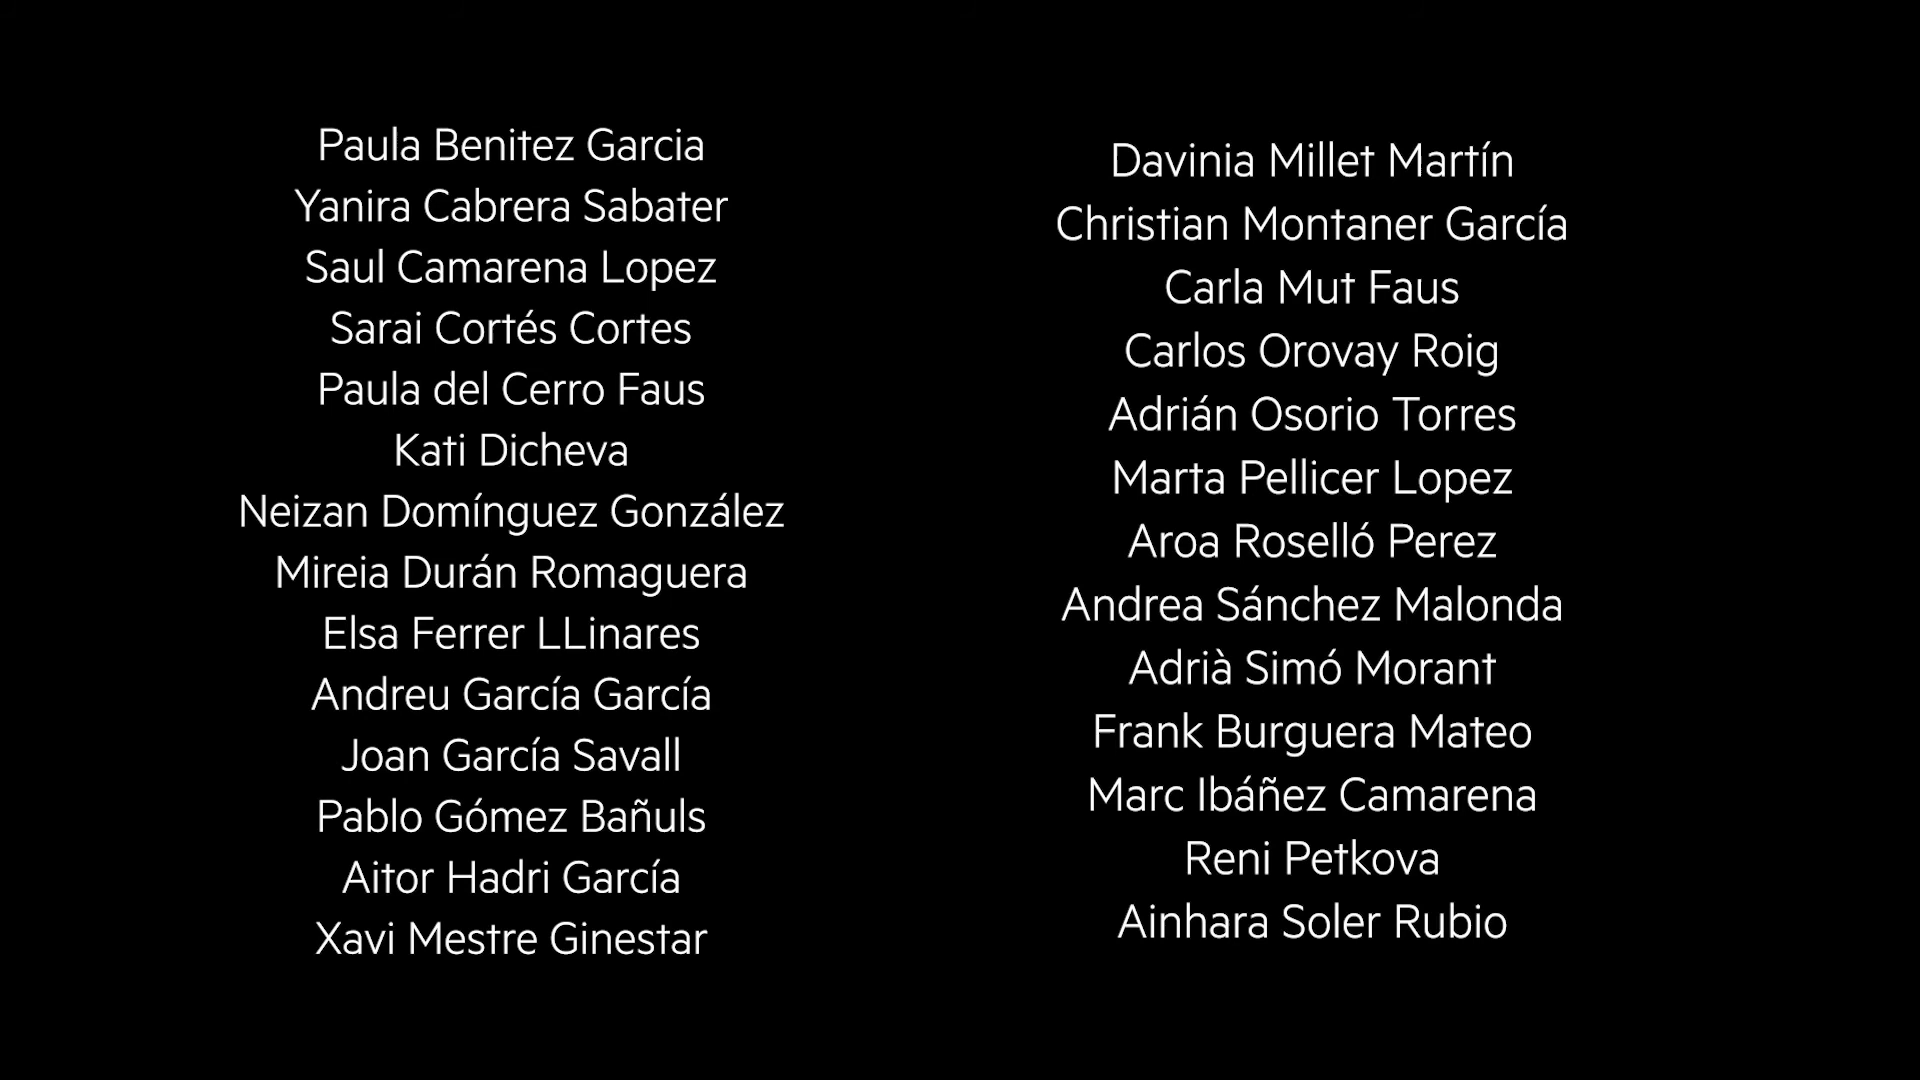 Paula Benitez Garcia
Yanira Cabrera Sabater
Saul Camarena Lopez
Sarai Cortés Cortes
Paula del Cerro Faus
Kati Dicheva
Neizan Domínguez González
Mireia Durán Romaguera
Elsa Ferrer LLinares
Andreu García García
Joan García Savall
Pablo Gómez Bañuls
Aitor Hadri García
Xavi Mestre Ginestar
Davinia Millet Martín
Christian Montaner García
Carla Mut Faus
Carlos Orovay Roig
Adrián Osorio Torres
Marta Pellicer Lopez
Aroa Roselló Perez
Andrea Sánchez Malonda
Adrià Simó Morant
Frank Burguera Mateo
Marc Ibáñez Camarena
Reni Petkova
Ainhara Soler Rubio